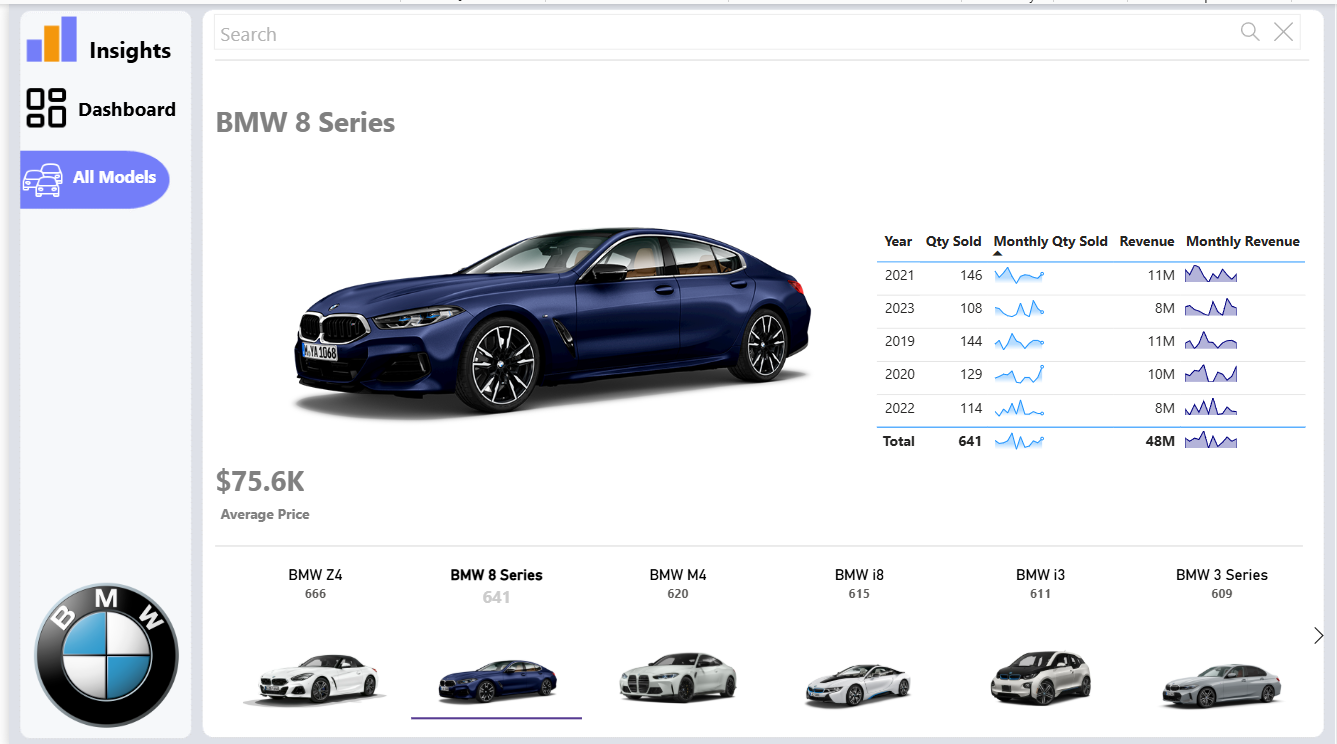 Insights
Dashboard
All Models
BMW
Search
BMW 8 Series
M YA 1068
Year Qty Sold Monthly Qty Sold Revenue Monthly Revenue
2021 146 11M
2023 108 8M
2019 144 11M
2020 129 10M
2022 114 8M
Total 641 48M
$75.6K
Average Price
BMW Z4
666
BMW 8 Series
641
BMW M4
620
BMW i8
615
BMW i3
611
BMW 3 Series
609